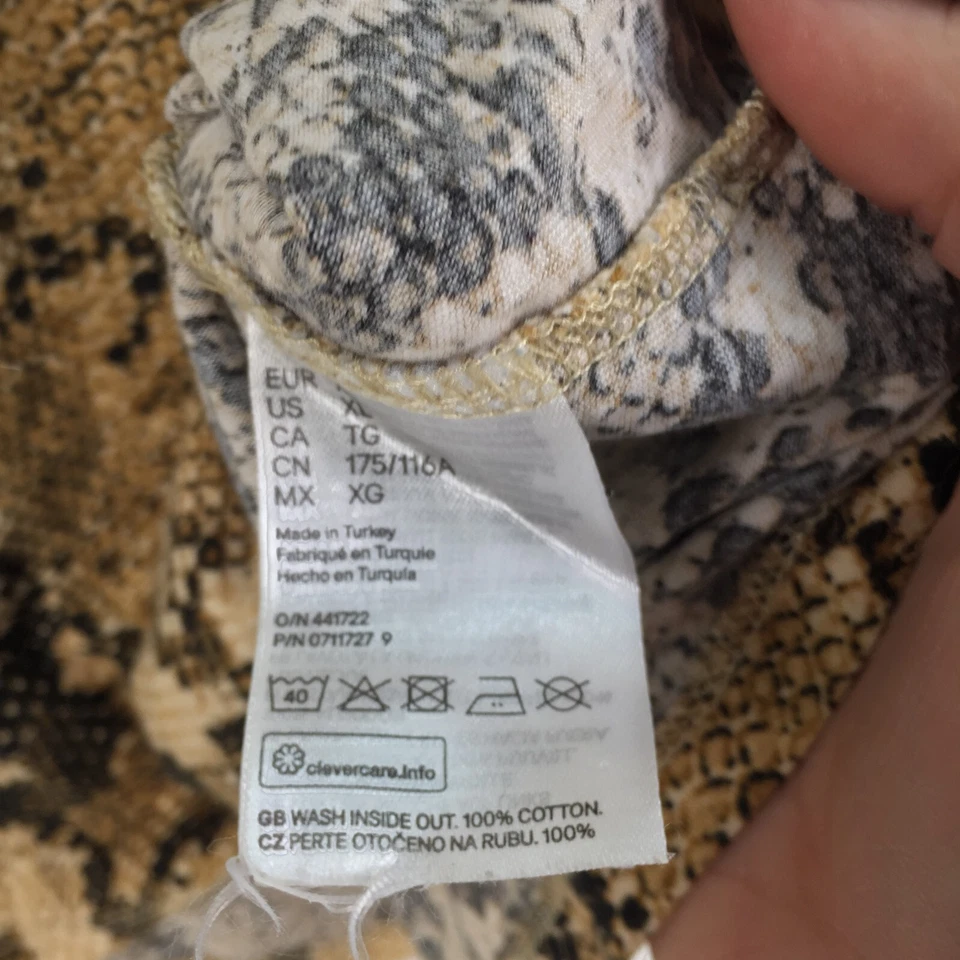 EUR
US XL
CA TG
CN 175/116A
MX XG
Made in Turkey
Fabriqué en Turquie
Hecho en Turquía
O/N 441722
P/N 0711727 9
40
clevercare.info
GB WASH INSIDE OUT. 100% COTTON.
CZ PERTE OTOČENO NA RUBU. 100%